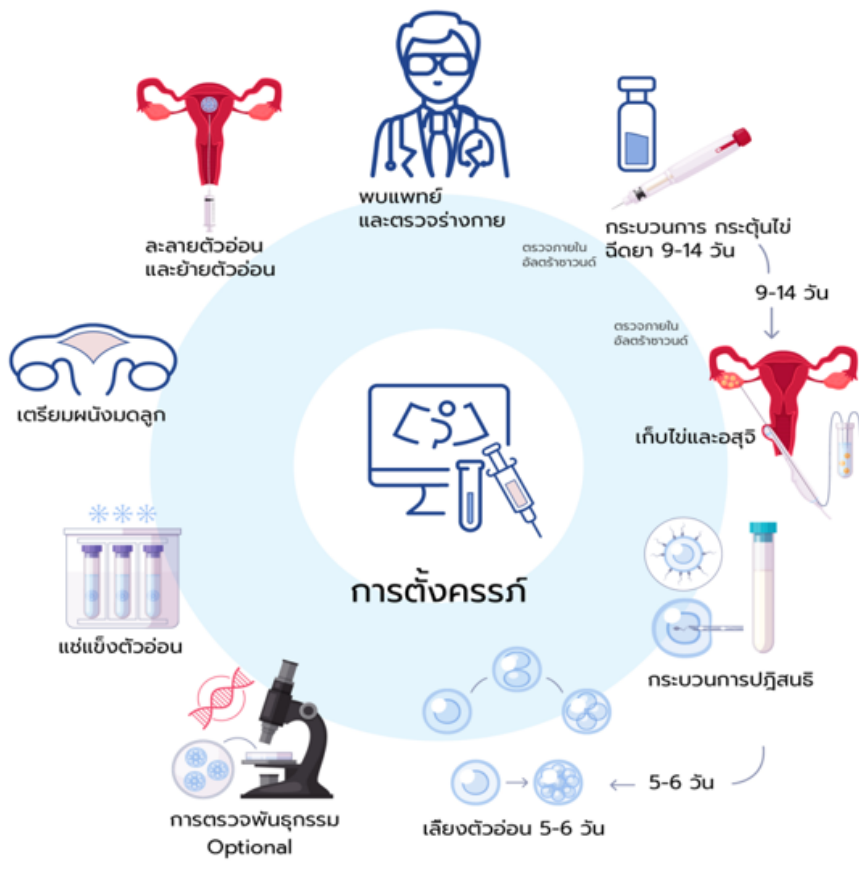 พบแพทย์
และตรวจร่างกาย
กระบวนการ กระตุ้นไข่
ฉีดยา 9-14 วัน
ตรวจภายใน
อัลตร้าซาวนด์
9-14 วัน
ตรวจภายใน
อัลตร้าซาวนด์
เก็บไข่และอสุจิ
กระบวนการปฎิสนธิ
5-6 วัน
เลี้ยงตัวอ่อน 5-6 วัน
การตรวจพันธุกรรม
Optional
แช่แข็งตัวอ่อน
เตรียมผนังมดลูก
ละลายตัวอ่อน
และย้ายตัวอ่อน
การตั้งครรภ์